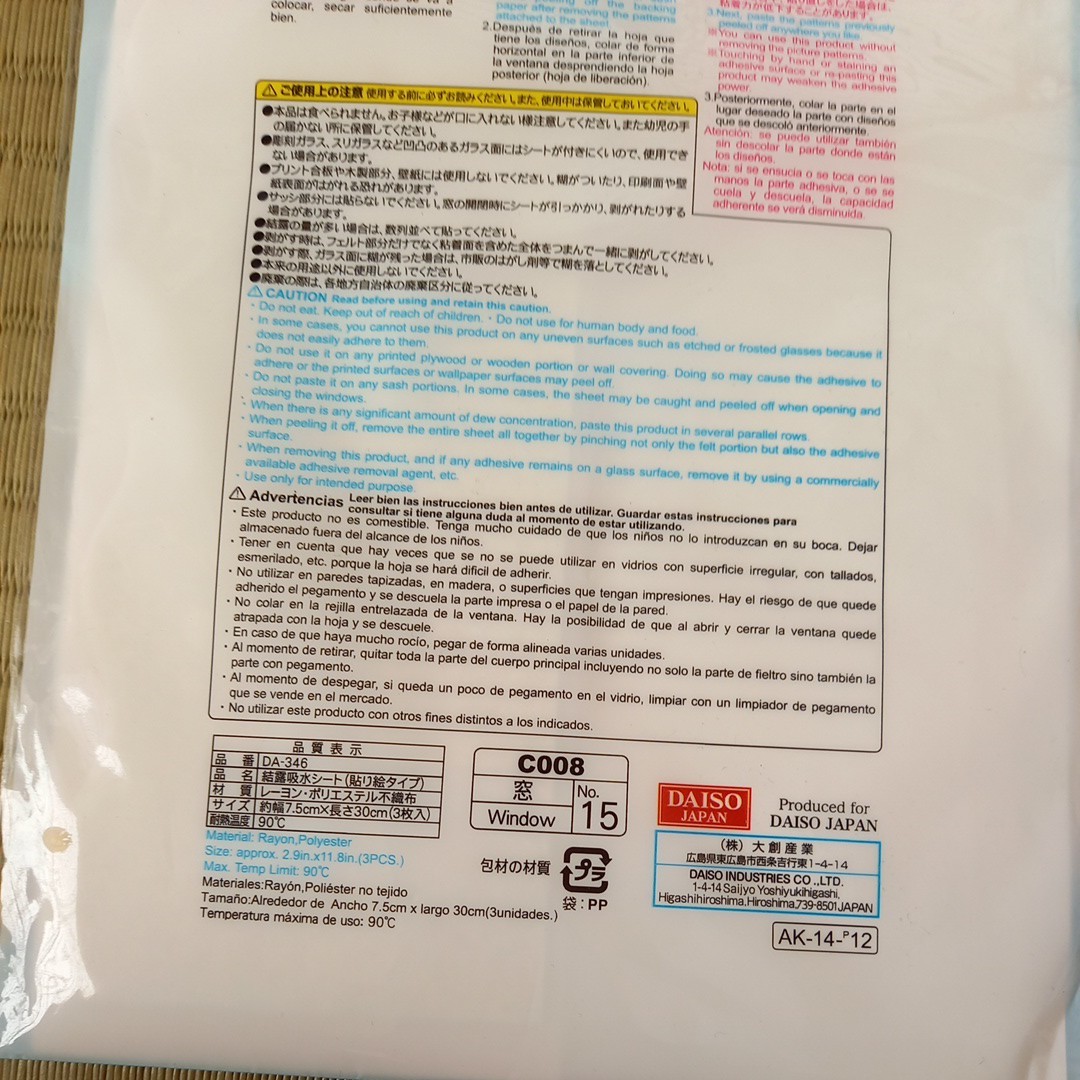 colocar, secar suficientemente
bien.
off the backing
paper after removing the patterns
attached to the sheet.
2.Después de retirar la hoja que
tiene los diseños, colar de forma
horizontal en la parte inferior de
la ventana desprendiendo la hoja
posterior (hoja de liberación).
粘着力が低下することがあります。
3.Next, paste the patterns previously
peeled off anywhere you like.
※You can use this product without
removing the picture patterns.
※Touching by hand or staining an
adhesive surface or re-pasting this
product may weaken the adhesive
power.
3.Posteriormente, colar la parte en el
lugar deseado la parte con diseños
que se descoló anteriormente.
Atención: se puede utilizar también
sin descolar la parte donde están
los diseños.
Nota: si se ensucia o se toca con las
manos la parte adhesiva, o se se
cuela y descuela, la capacidad
adherente se verá disminuida.
⚠ご使用上の注意 使用する前に必ずお読みください。また、使用中は保管しておいてください。
●本品は食べられません。お子様などが口に入れない様注意してください。また幼児の手
の届かない所に保管してください。
●彫刻ガラス、スリガラスなど凹凸のあるガラス面にはシートが付きにくいので、使用でき
ない場合があります。
●プリント合板や木製部分、壁紙には使用しないでください。糊がついたり、印刷面や壁
紙表面がはがれる恐れがあります。
●サッシ部分には貼らないでください。窓の開閉時にシートが引っかかり、剥がれたりする
場合があります。
●結露の量が多い場合は、数列並べて貼ってください。
●剥がす時は、フェルト部分だけでなく粘着面を含めた全体をつまんで一緒に剥がしてください。
●剥がす際、ガラス面に糊が残った場合は、市販のはがし剤等で糊を落としてください。
●本来の用途以外に使用しないでください。
●廃棄の際は、各地方自治体の廃棄区分に従ってください。
⚠CAUTION Read before using and retain this caution.
・Do not eat. Keep out of reach of children. ・Do not use for human body and food.
・In some cases, you cannot use this product on any uneven surfaces such as etched or frosted glasses because it
does not easily adhere to them.
・Do not use it on any printed plywood or wooden portion or wall covering. Doing so may cause the adhesive to
adhere or the printed surfaces or wallpaper surfaces may peel off.
・Do not paste it on any sash portions. In some cases, the sheet may be caught and peeled off when opening and
closing the windows.
・When there is any significant amount of dew concentration, paste this product in several parallel rows.
・When peeling it off, remove the entire sheet all together by pinching not only the felt portion but also the adhesive
surface.
・When removing this product, and if any adhesive remains on a glass surface, remove it by using a commercially
available adhesive removal agent, etc.
・Use only for intended purpose.
⚠Advertencias Leer bien las instrucciones bien antes de utilizar. Guardar estas instrucciones para
consultar si tiene alguna duda al momento de estar utilizando.
・Este producto no es comestible. Tenga mucho cuidado de que los niños no lo introduzcan en su boca. Dejar
almacenado fuera del alcance de los niños.
・Tener en cuenta que hay veces que se no se puede utilizar en vidrios con superficie irregular, con tallados,
esmerilado, etc. porque la hoja se hará dificil de adherir.
・No utilizar en paredes tapizadas, en madera, o superficies que tengan impresiones. Hay el riesgo de que quede
adherido el pegamento y se descuela la parte impresa o el papel de la pared.
・No colar en la rejilla entrelazada de la ventana. Hay la posibilidad de que al abrir y cerrar la ventana quede
atrapada con la hoja y se descuele.
・En caso de que haya mucho rocío, pegar de forma alineada varias unidades.
・Al momento de retirar, quitar toda la parte del cuerpo principal incluyendo no solo la parte de fieltro sino también la
parte con pegamento.
・Al momento de despegar, si queda un poco de pegamento en el vidrio, limpiar con un limpiador de pegamento
que se vende en el mercado.
・No utilizar este producto con otros fines distintos a los indicados.
品質表示
品番 DA-346
品名 結露吸水シート(貼り絵タイプ)
材質 レーヨン・ポリエステル不織布
サイズ 約幅7.5cm×長さ30cm(3枚入)
耐熱温度 90℃
Material: Rayon,Polyester
Size: approx. 2.9in.x11.8in.(3PCS.)
Max. Temp Limit: 90℃
Materiales:Rayón,Poliéster no tejido
Tamaño:Alrededor de Ancho 7.5cm x largo 30cm(3unidades.)
Temperatura máxima de uso: 90℃
C008
窓
Window
No.
15
包材の材質
プラ
袋：PP
DAISO
JAPAN
Produced for
DAISO JAPAN
(株)大創産業
広島県東広島市西条吉行東1-4-14
DAISO INDUSTRIES CO.,LTD.
1-4-14 Saijyo Yoshiyukihigashi,
Higashihiroshima,Hiroshima,739-8501JAPAN
AK-14-P12